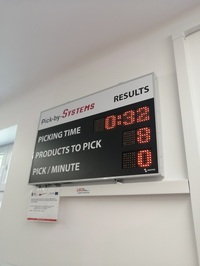 Pick-by-SYSTEMS
RESULTS
PICKING TIME 0:32
PRODUCTS TO PICK 8
PICK / MINUTE 0